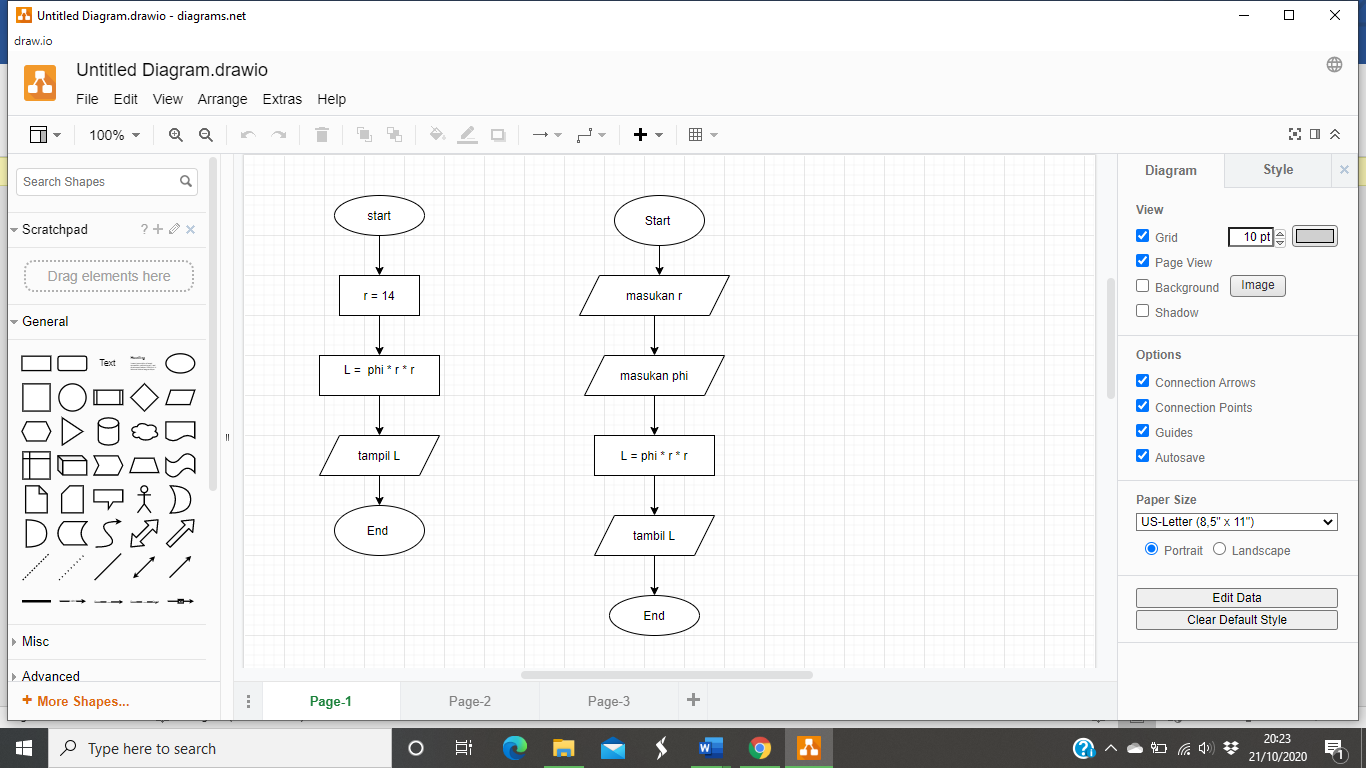 Untitled Diagram.drawio - diagrams.net
draw.io
Untitled Diagram.drawio
File Edit View Arrange Extras Help
100%
Search Shapes
Scratchpad
?
Drag elements here
General
Text
Heading
Misc
Advanced
+ More Shapes...
start
r = 14
L = phi * r * r
tampil L
End
Start
masukan r
masukan phi
L = phi * r * r
tambil L
End
Page-1 Page-2 Page-3
Diagram Style
View
Grid 10 pt
Page View
Background Image
Shadow
Options
Connection Arrows
Connection Points
Guides
Autosave
Paper Size
US-Letter (8,5" x 11")
Portrait Landscape
Edit Data
Clear Default Style
Type here to search
20:23
21/10/2020
1